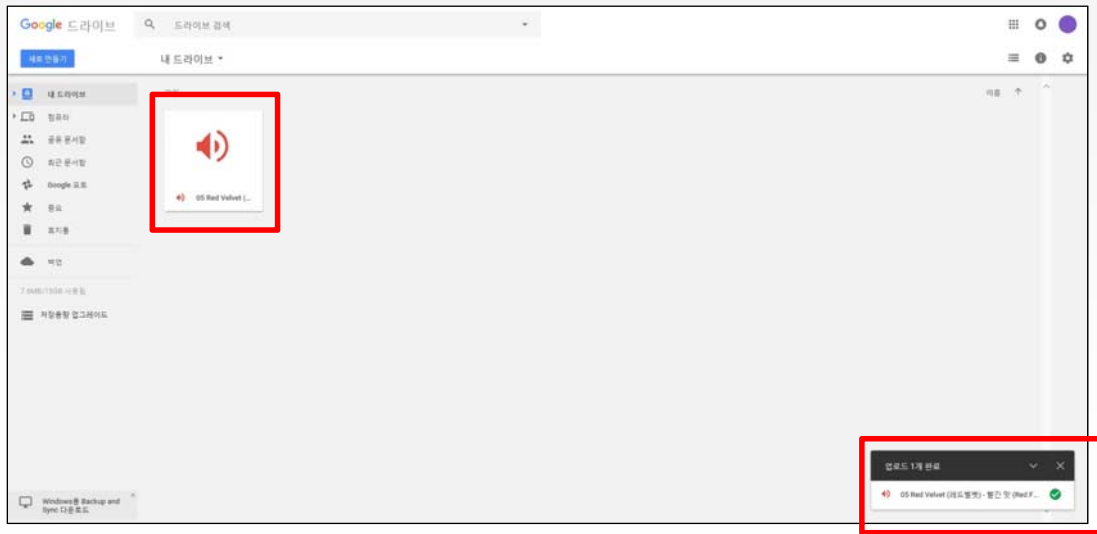 Google 드라이브
드라이브 검색
새로 만들기
내 드라이브
내 드라이브
컴퓨터
공유 문서함
최근 문서함
Google 포토
중요
휴지통
백업
저장용량 업그레이드
Windows용 Backup and
Sync 다운로드
이름
05 Red Velvet (...
업로드 1개 완료
05 Red Velvet (레드벨벳) - 빨간 맛 (Red F...